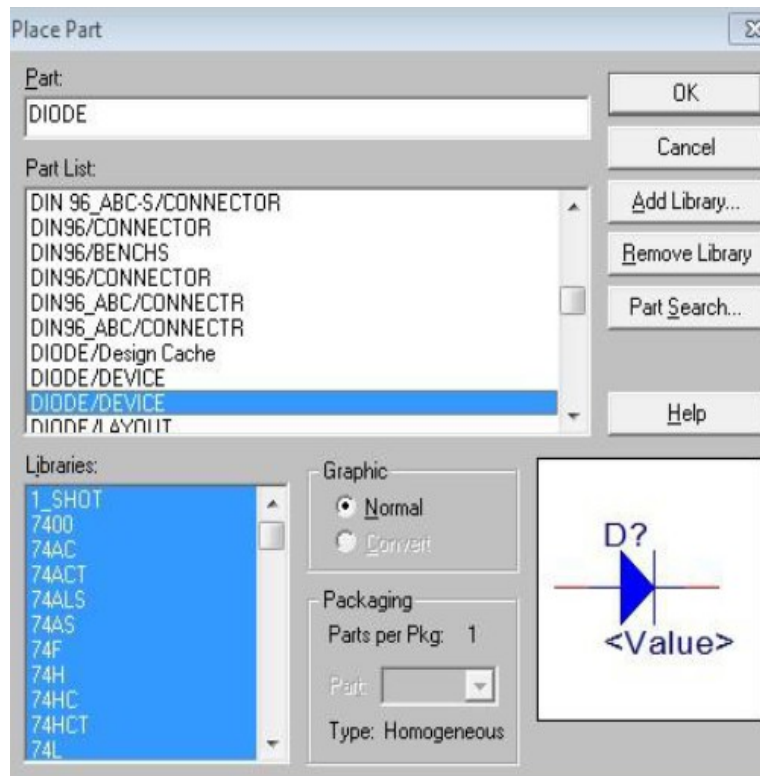 Place Part
Part:
DIODE
Part List:
DIN 96_ABC-S/CONNECTOR
DIN96/CONNECTOR
DIN96/BENCHS
DIN96/CONNECTOR
DIN96_ABC/CONNECTR
DIN96_ABC/CONNECTR
DIODE/Design Cache
DIODE/DEVICE
DIODE/DEVICE
DIODE/LAYOUT
OK
Cancel
Add Library...
Remove Library
Part Search...
Help
Libraries:
1_SHOT
7400
74AC
74ACT
74ALS
74AS
74F
74H
74HC
74HCT
74L
Graphic
Normal
Convert
Packaging
Parts per Pkg: 1
Part:
Type: Homogeneous
D?
<Value>